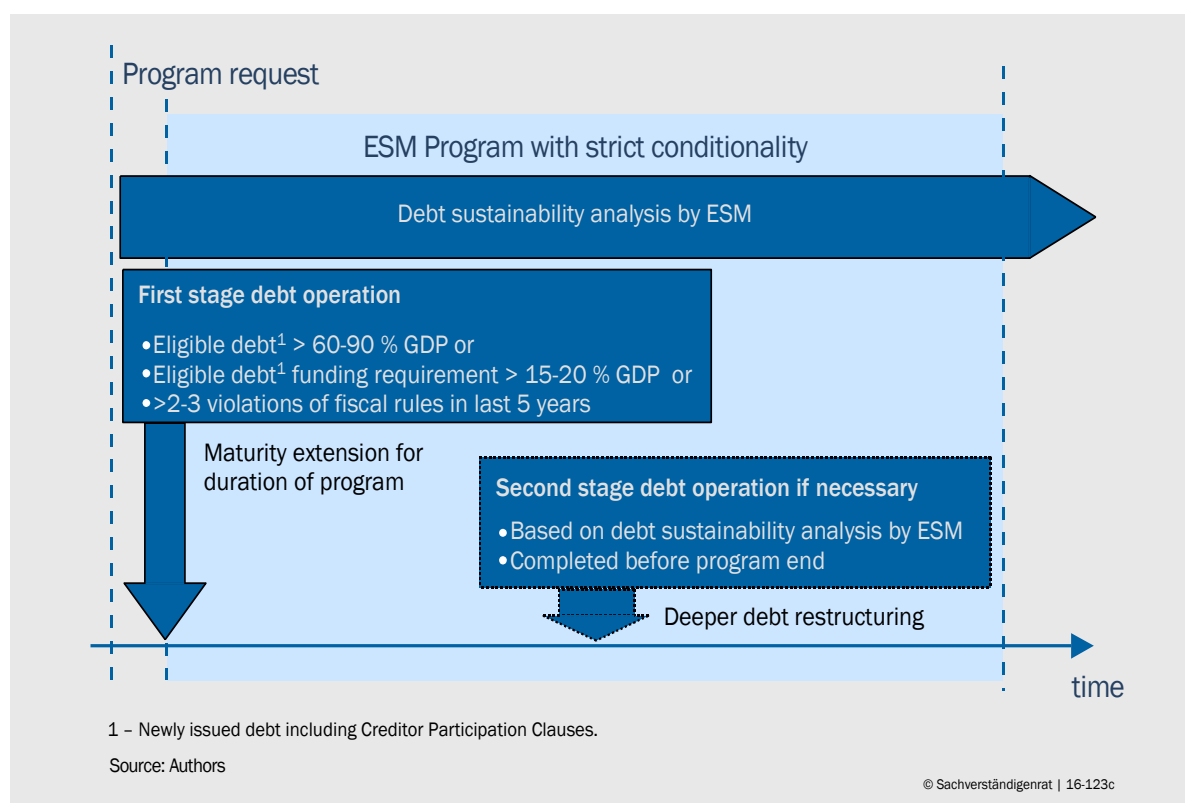 Program request
ESM Program with strict conditionality
Debt sustainability analysis by ESM
First stage debt operation
•Eligible debt¹ > 60-90 % GDP or
•Eligible debt¹ funding requirement > 15-20 % GDP or
•>2-3 violations of fiscal rules in last 5 years
Maturity extension for
duration of program
Second stage debt operation if necessary
•Based on debt sustainability analysis by ESM
•Completed before program end
Deeper debt restructuring
time
1 – Newly issued debt including Creditor Participation Clauses.
Source: Authors
© Sachverständigenrat | 16-123c